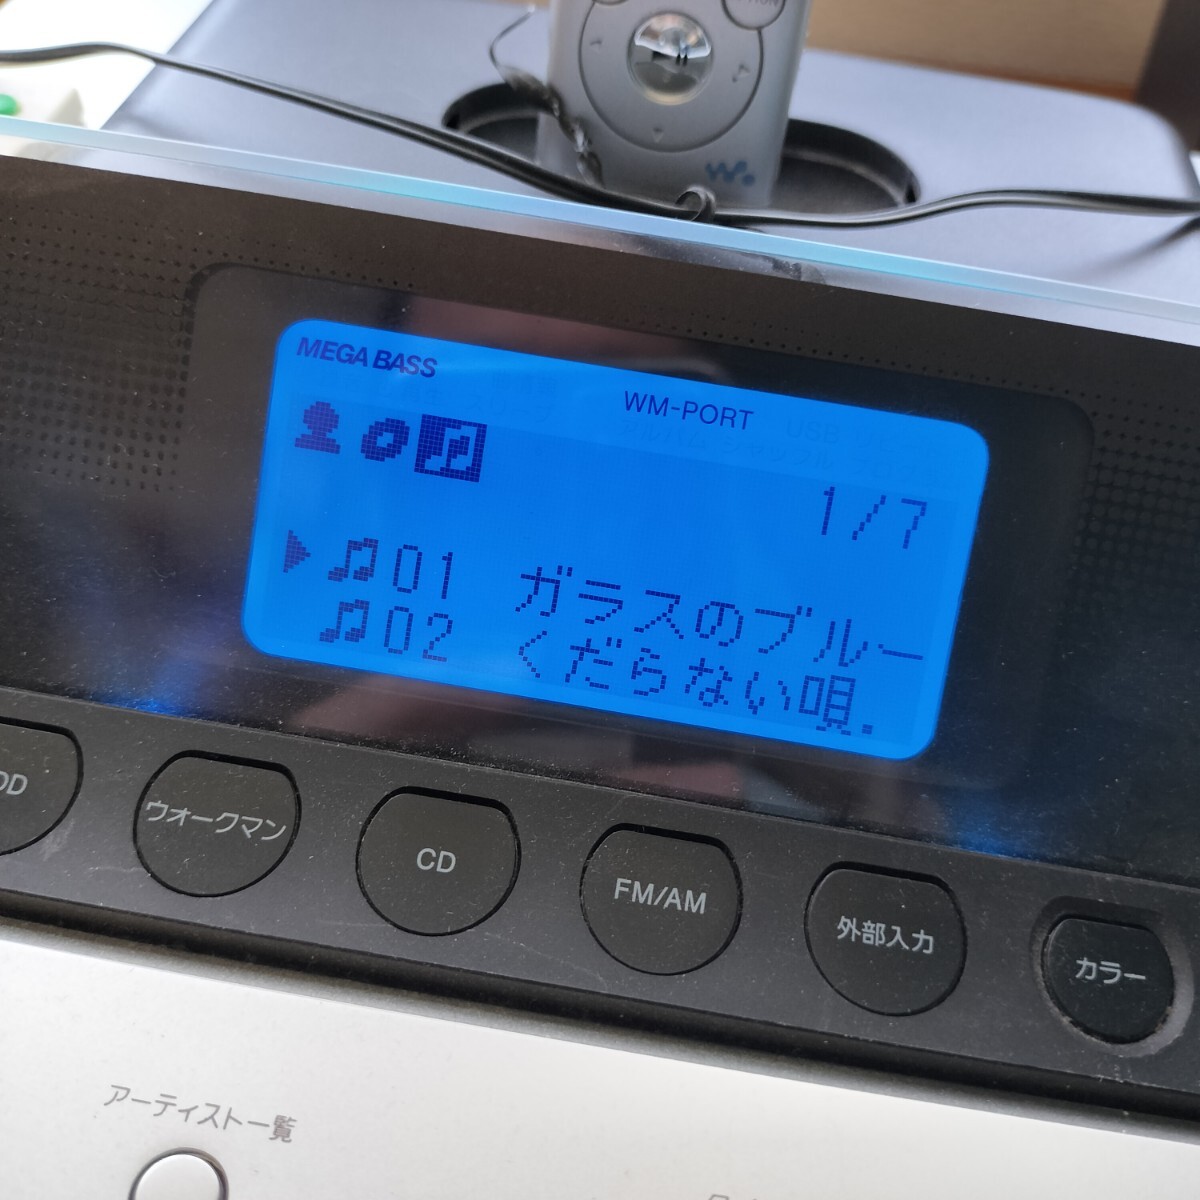 MEGA BASS
WM-PORT
1/7
01 ガラスのブルー
02 くだらない唄.
ウォークマン
CD
FM/AM
外部入力
カラー
アーティスト一覧